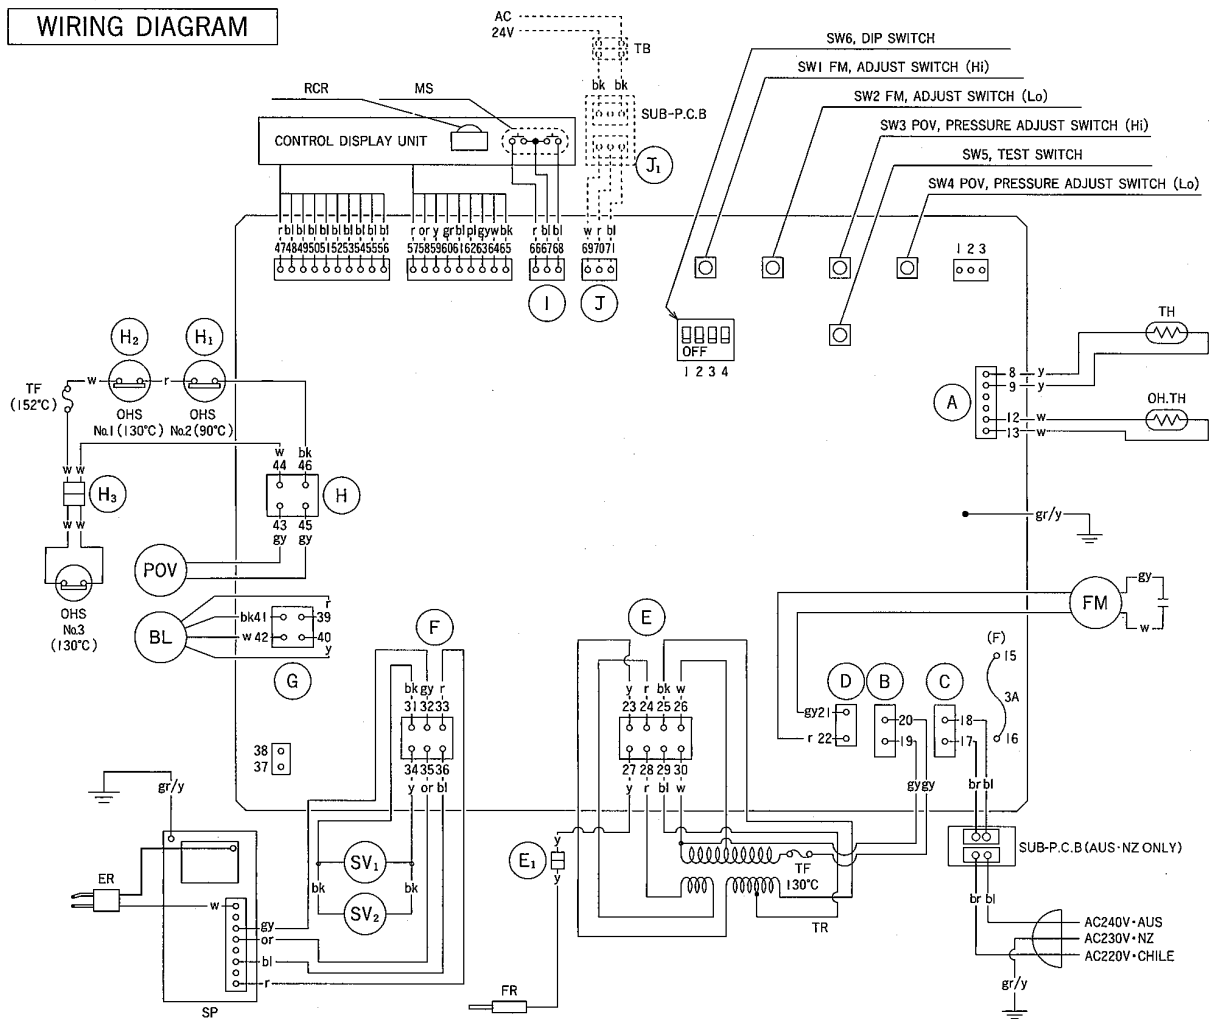 WIRING DIAGRAM
AC
24V
TB
bk bk
SUB-P.C.B
J1
RCR
MS
CONTROL DISPLAY UNIT
SW6, DIP SWITCH
SW1 FM, ADJUST SWITCH (Hi)
SW2 FM, ADJUST SWITCH (Lo)
SW3 POV, PRESSURE ADJUST SWITCH (Hi)
SW5, TEST SWITCH
SW4 POV, PRESSURE ADJUST SWITCH (Lo)
r bl bl bl bl bl bl bl bl bl
47 48 49 50 51 52 53 54 55 56
r or y gr bl pl gy w bk
57 58 59 60 61 62 63 64 65
r bl bl
66 67 68
w r bl
69 70 71
I
J
1 2 3
OFF
1 2 3 4
H2
H1
TF
(152°C)
w
r
OHS
No.1 (130°C)
OHS
No.2 (90°C)
w bk
44 46
H
43 45
gy gy
w w
H3
w w
OHS
No.3
(130°C)
POV
BL
r
bk 41
39
w 42
40
y
G
TH
A
8 y
9 y
OH.TH
12 w
13 w
gr/y
FM
gy
w
F
bk gy r
31 32 33
34 35 36
y or bl
E
y r bk w
23 24 25 26
27 28 29 30
y r bl w
D
B
C
gy 21
r 22
20
19
18
17
(F)
15
3A
16
gy gy
br bl
38
37
gr/y
ER
w
gy
or
bl
r
SP
SV1
SV2
bk
bk
y
E1
y
FR
TF
130°C
TR
SUB-P.C.B (AUS·NZ ONLY)
br bl
AC240V·AUS
AC230V·NZ
AC220V·CHILE
gr/y